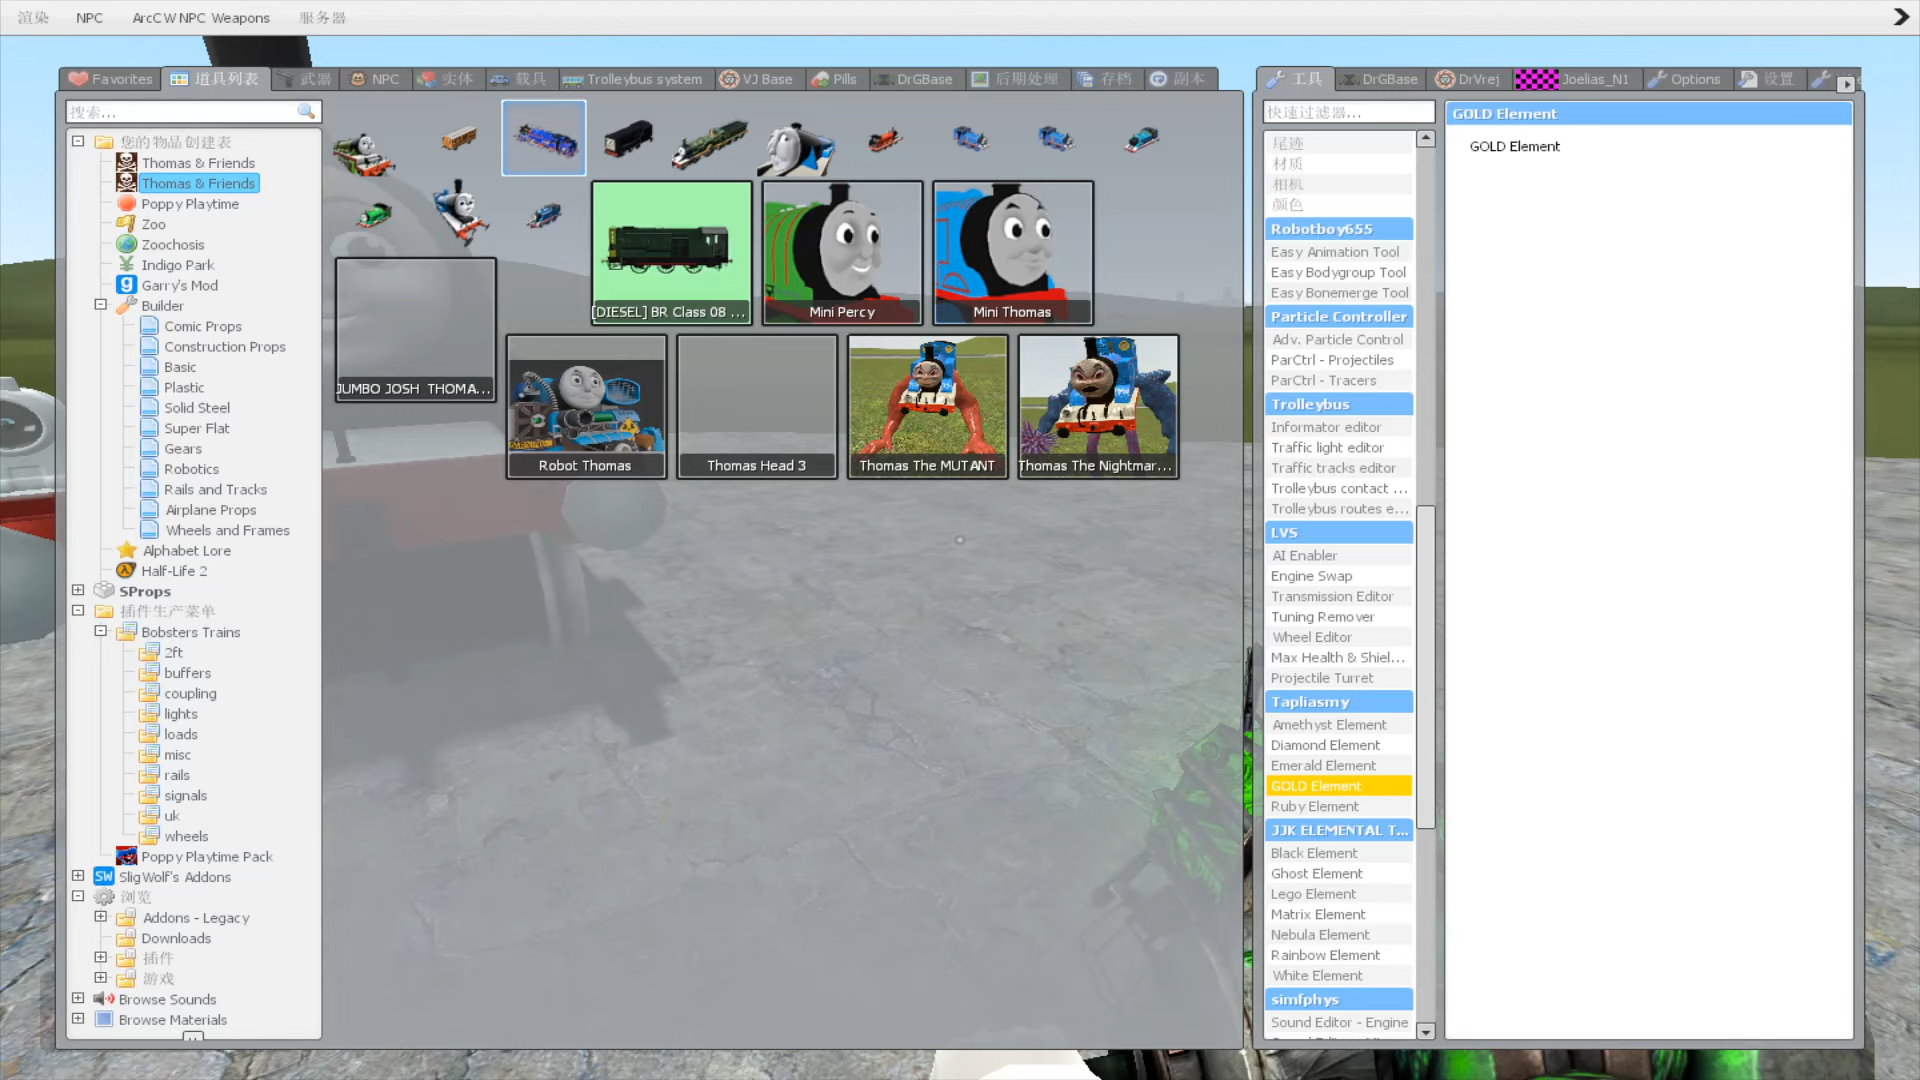 渲染 NPC ArcCW NPC Weapons 服务器
Favorites 道具列表 武器 NPC 实体 载具 Trolleybus system VJ Base Pills DrGBase 后期处理 存档 副本
搜索...
您的物品创建表
Thomas & Friends
Thomas & Friends
Poppy Playtime
Zoo
Zoochosis
Indigo Park
Garry's Mod
Builder
Comic Props
Construction Props
Basic
Plastic
Solid Steel
Super Flat
Gears
Robotics
Rails and Tracks
Airplane Props
Wheels and Frames
Alphabet Lore
Half-Life 2
SProps
插件生产菜单
Bobsters Trains
2ft
buffers
coupling
lights
loads
misc
rails
signals
uk
wheels
Poppy Playtime Pack
SW SligWolf's Addons
浏览
Addons - Legacy
Downloads
插件
游戏
Browse Sounds
Browse Materials
[DIESEL] BR Class 08 ...
Mini Percy
Mini Thomas
JUMBO JOSH THOMA...
Robot Thomas
Thomas Head 3
Thomas The MUTANT
Thomas The Nightmar...
工具 DrGBase DrVrej Joelias_N1 Options 设置
快速过滤器...
尾迹
材质
相机
颜色
Robotboy655
Easy Animation Tool
Easy Bodygroup Tool
Easy Bonemerge Tool
Particle Controller
Adv. Particle Control
ParCtrl - Projectiles
ParCtrl - Tracers
Trolleybus
Informator editor
Traffic light editor
Traffic tracks editor
Trolleybus contact ...
Trolleybus routes e...
LVS
AI Enabler
Engine Swap
Transmission Editor
Tuning Remover
Wheel Editor
Max Health & Shiel...
Projectile Turret
Tapliasmy
Amethyst Element
Diamond Element
Emerald Element
GOLD Element
Ruby Element
JJK ELEMENTAL T...
Black Element
Ghost Element
Lego Element
Matrix Element
Nebula Element
Rainbow Element
White Element
simfphys
Sound Editor - Engine
GOLD Element
GOLD Element